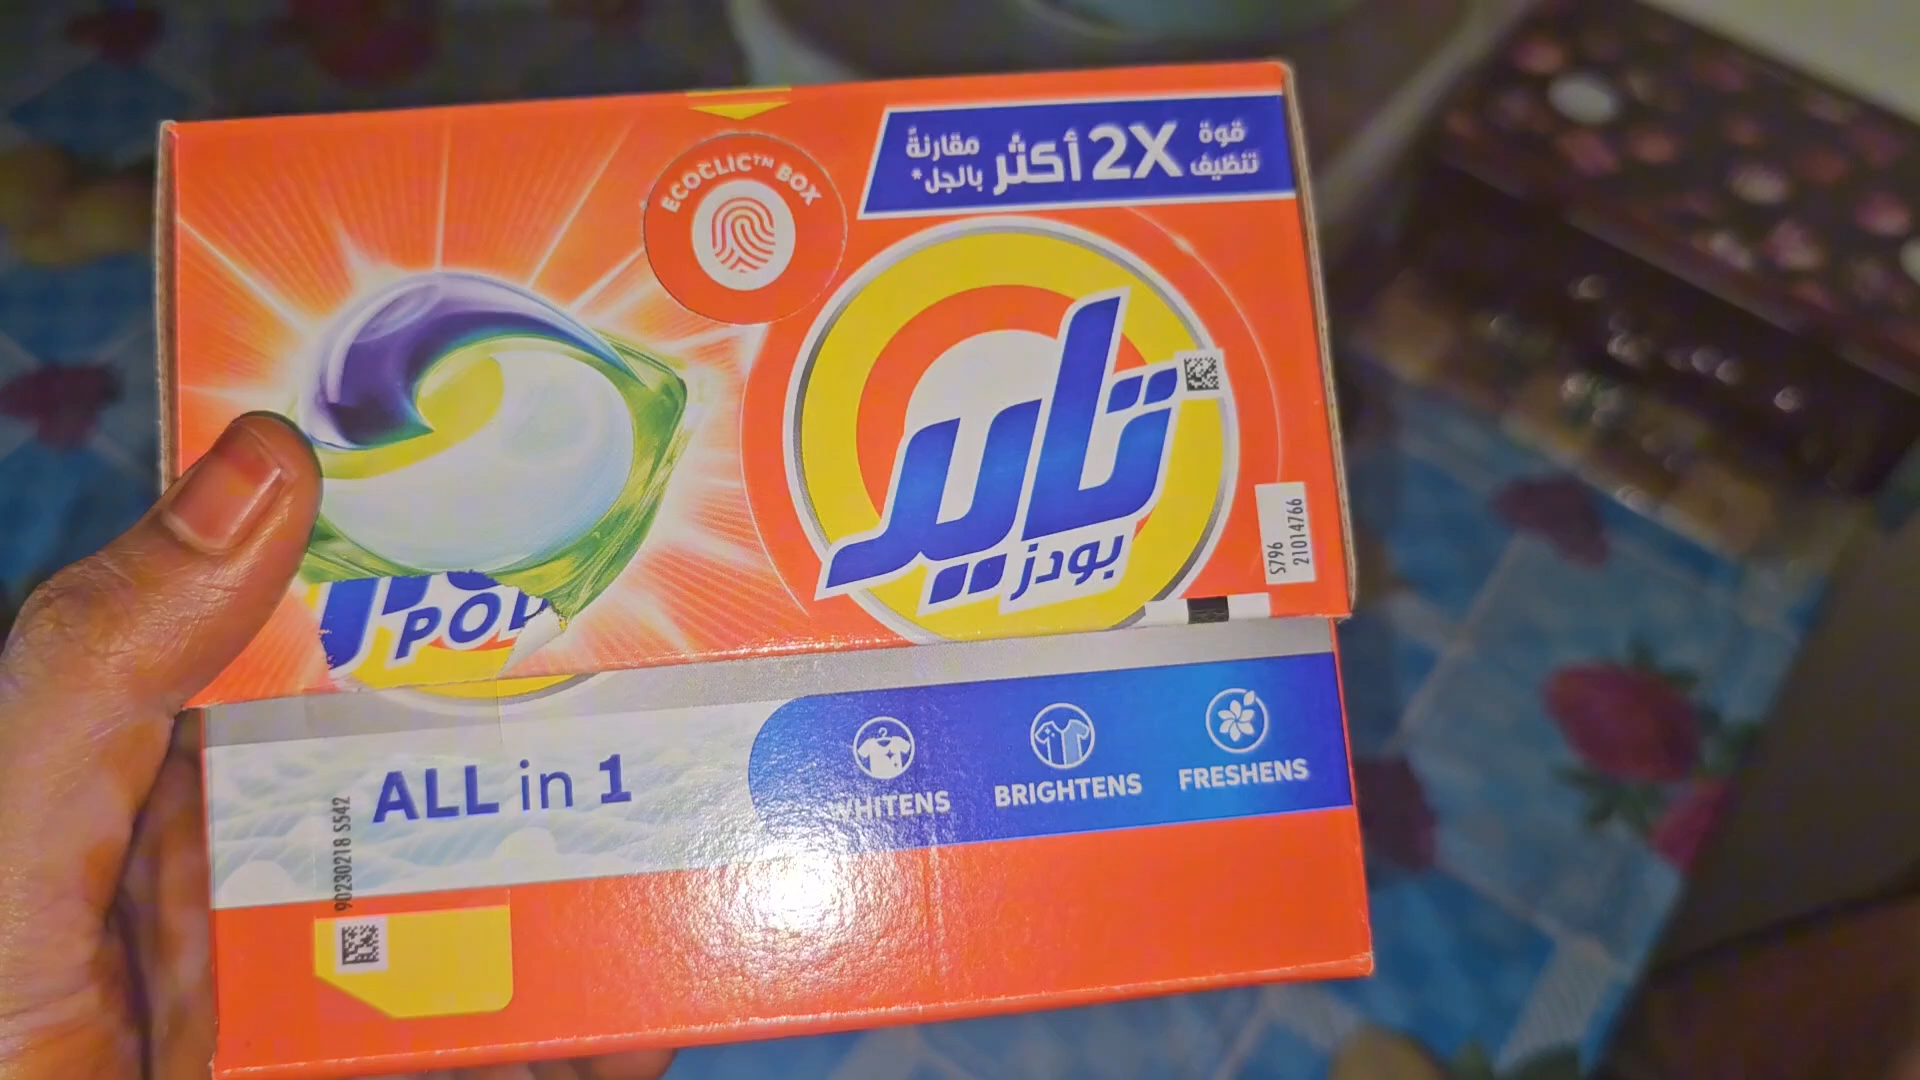 ECOCLIC™ BOX
قوة تنظيف 2X أكثر مقارنةً بالجل*
تايد
بودز
S796
21014766
POD
ALL in 1
WHITENS
BRIGHTENS
FRESHENS
90230218 S542